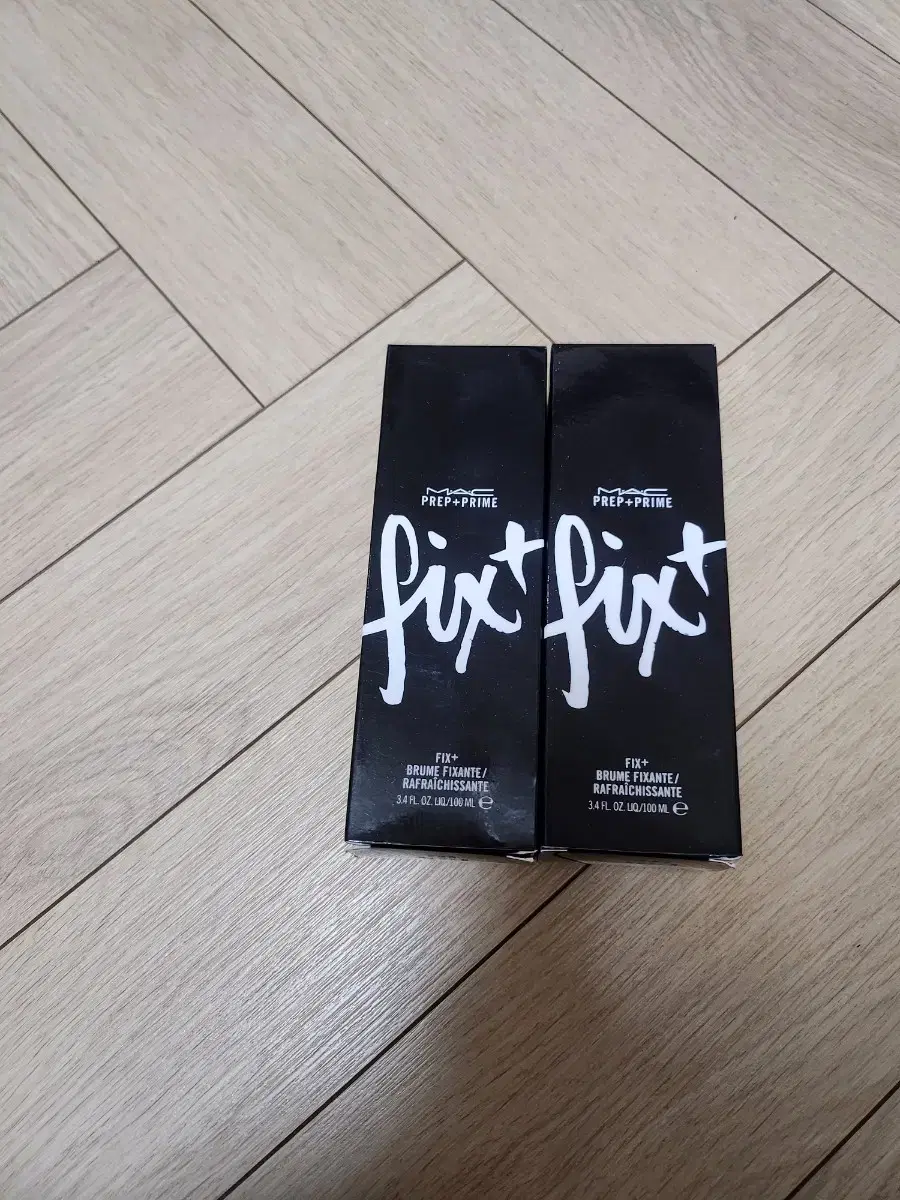 MAC
PREP+PRIME
fix+
FIX+
BRUME FIXANTE/
RAFRAÎCHISSANTE
3.4 FL. OZ. LIQ./100 ML e
MAC
PREP+PRIME
fix+
FIX+
BRUME FIXANTE/
RAFRAÎCHISSANTE
3.4 FL. OZ. LIQ./100 ML e